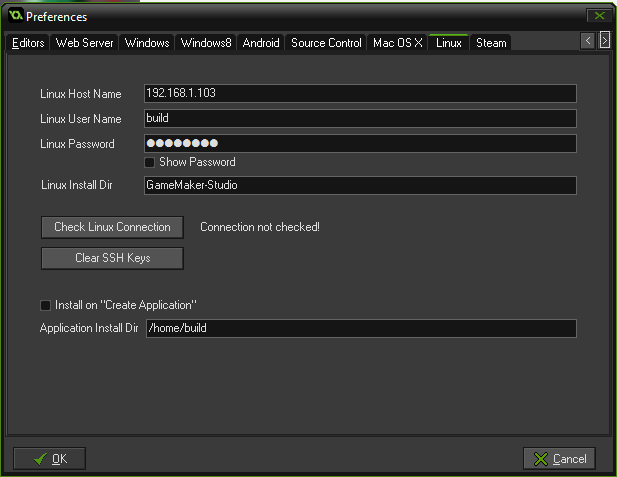 Preferences
Editors Web Server Windows Windows8 Android Source Control Mac OS X Linux Steam
Linux Host Name 192.168.1.103
Linux User Name build
Linux Password ●●●●●●●●
Show Password
Linux Install Dir GameMaker-Studio
Check Linux Connection Connection not checked!
Clear SSH Keys
Install on "Create Application"
Application Install Dir /home/build
OK Cancel